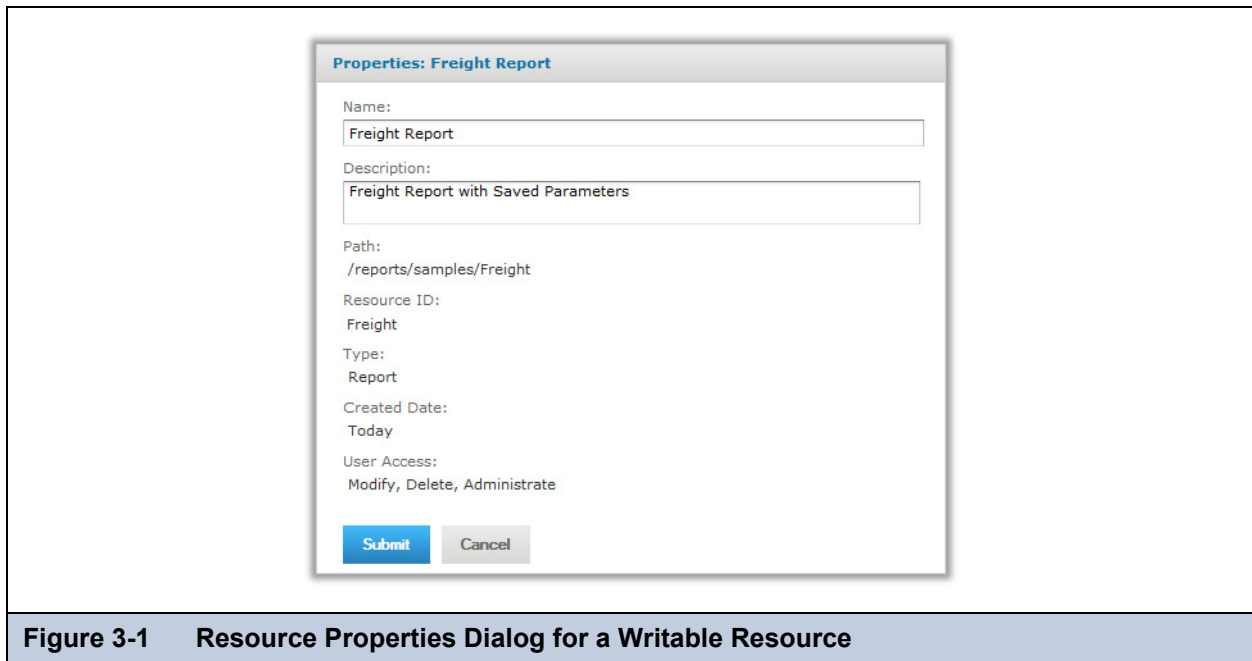 Properties: Freight Report
Name:
Freight Report
Description:
Freight Report with Saved Parameters
Path:
/reports/samples/Freight
Resource ID:
Freight
Type:
Report
Created Date:
Today
User Access:
Modify, Delete, Administrate
Submit Cancel
Figure 3-1 Resource Properties Dialog for a Writable Resource